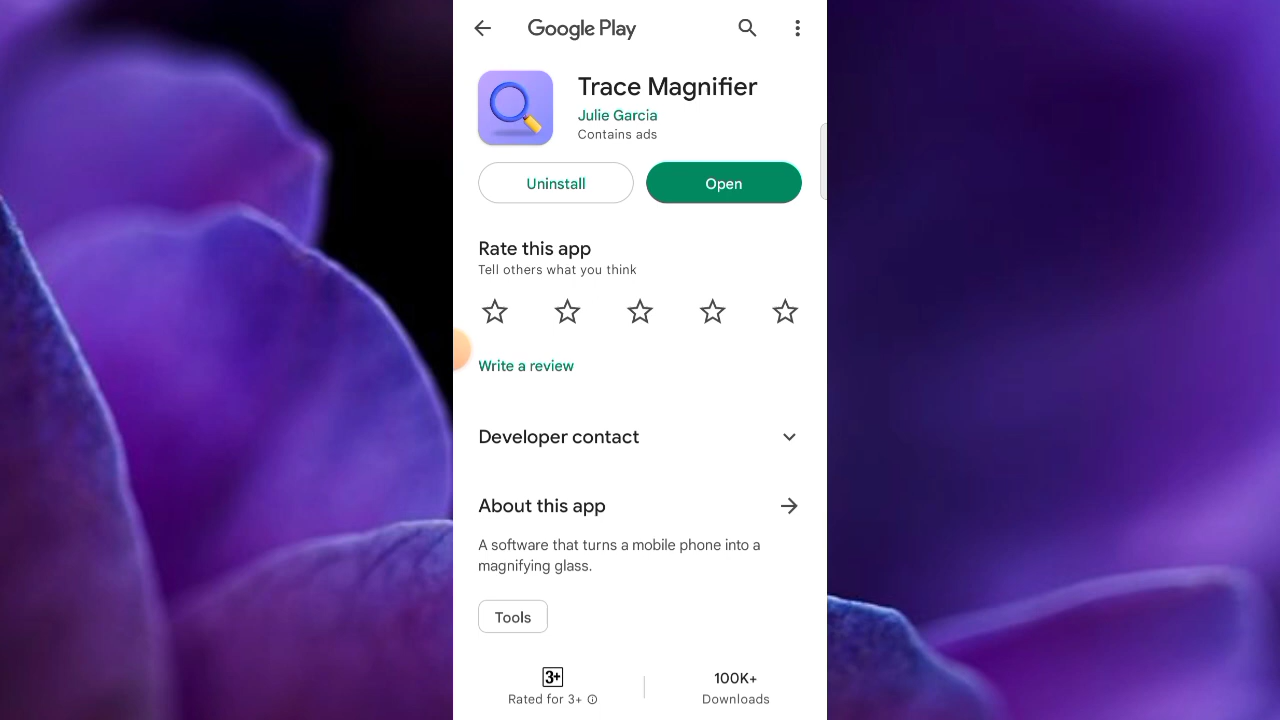 Google Play
Trace Magnifier
Julie Garcia
Contains ads
Uninstall
Open
Rate this app
Tell others what you think
Write a review
Developer contact
About this app
A software that turns a mobile phone into a
magnifying glass.
Tools
3+
100K+
Rated for 3+
Downloads